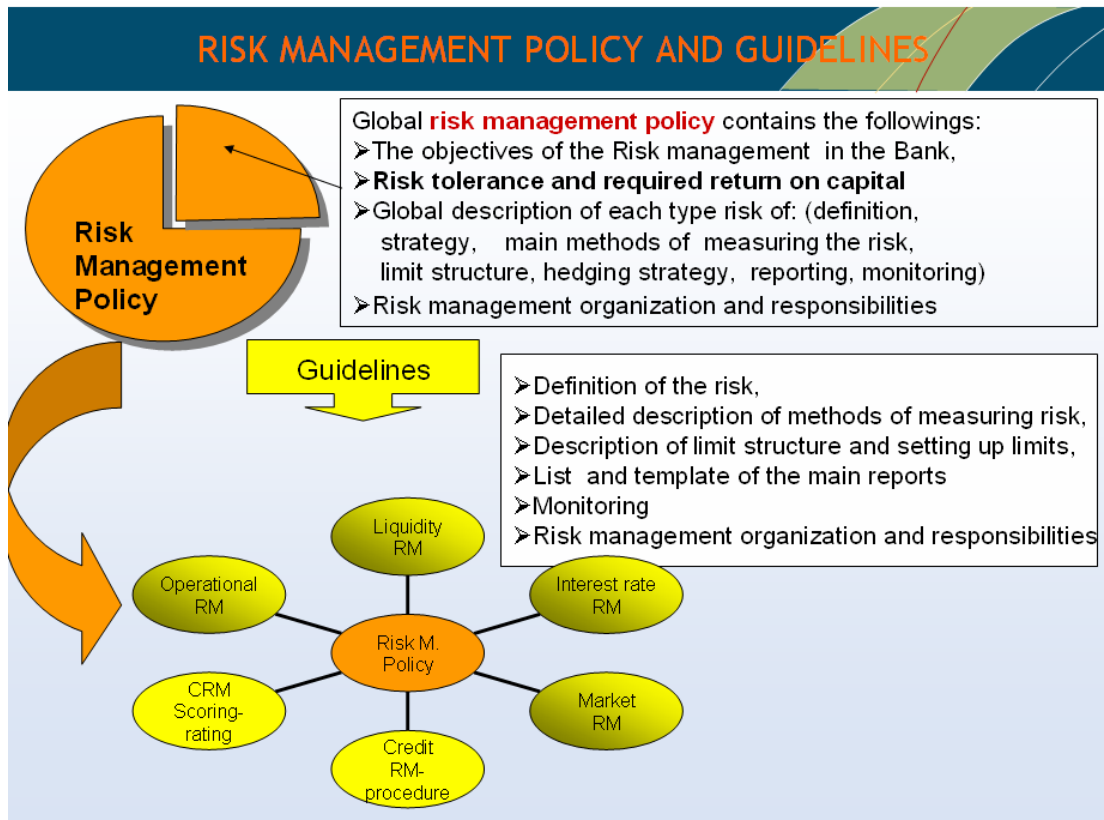 RISK MANAGEMENT POLICY AND GUIDELINES
Risk
Management
Policy
Global risk management policy contains the followings:
➢The objectives of the Risk management in the Bank,
➢Risk tolerance and required return on capital
➢Global description of each type risk of: (definition,
strategy, main methods of measuring the risk,
limit structure, hedging strategy, reporting, monitoring)
➢Risk management organization and responsibilities
Guidelines
➢Definition of the risk,
➢Detailed description of methods of measuring risk,
➢Description of limit structure and setting up limits,
➢List and template of the main reports
➢Monitoring
➢Risk management organization and responsibilities
Liquidity
RM
Operational
RM
Interest rate
RM
Risk M.
Policy
CRM
Scoring-
rating
Market
RM
Credit
RM-
procedure